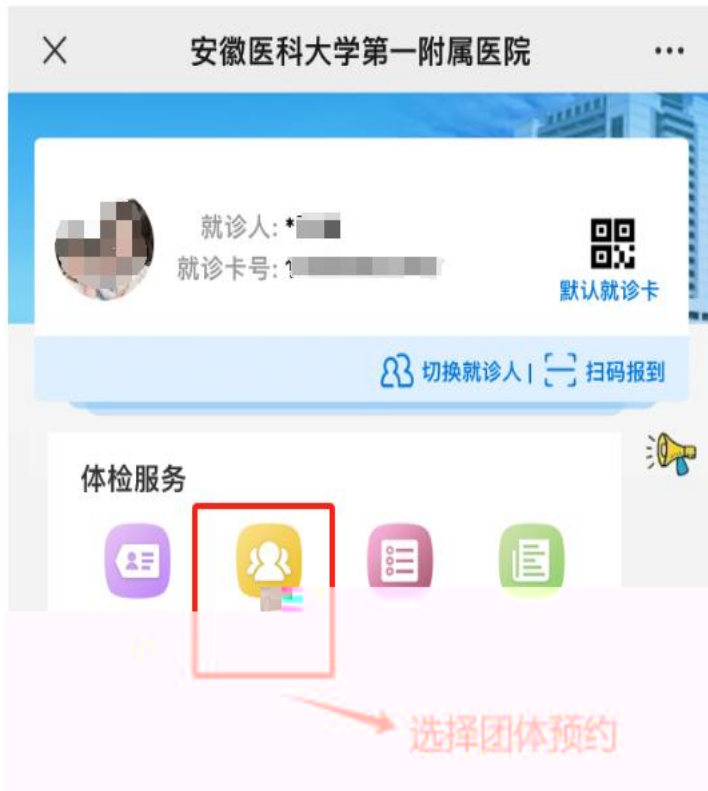 安徽医科大学第一附属医院
就诊人: *
就诊卡号:
默认就诊卡
切换就诊人 | 扫码报到
体检服务
选择团体预约